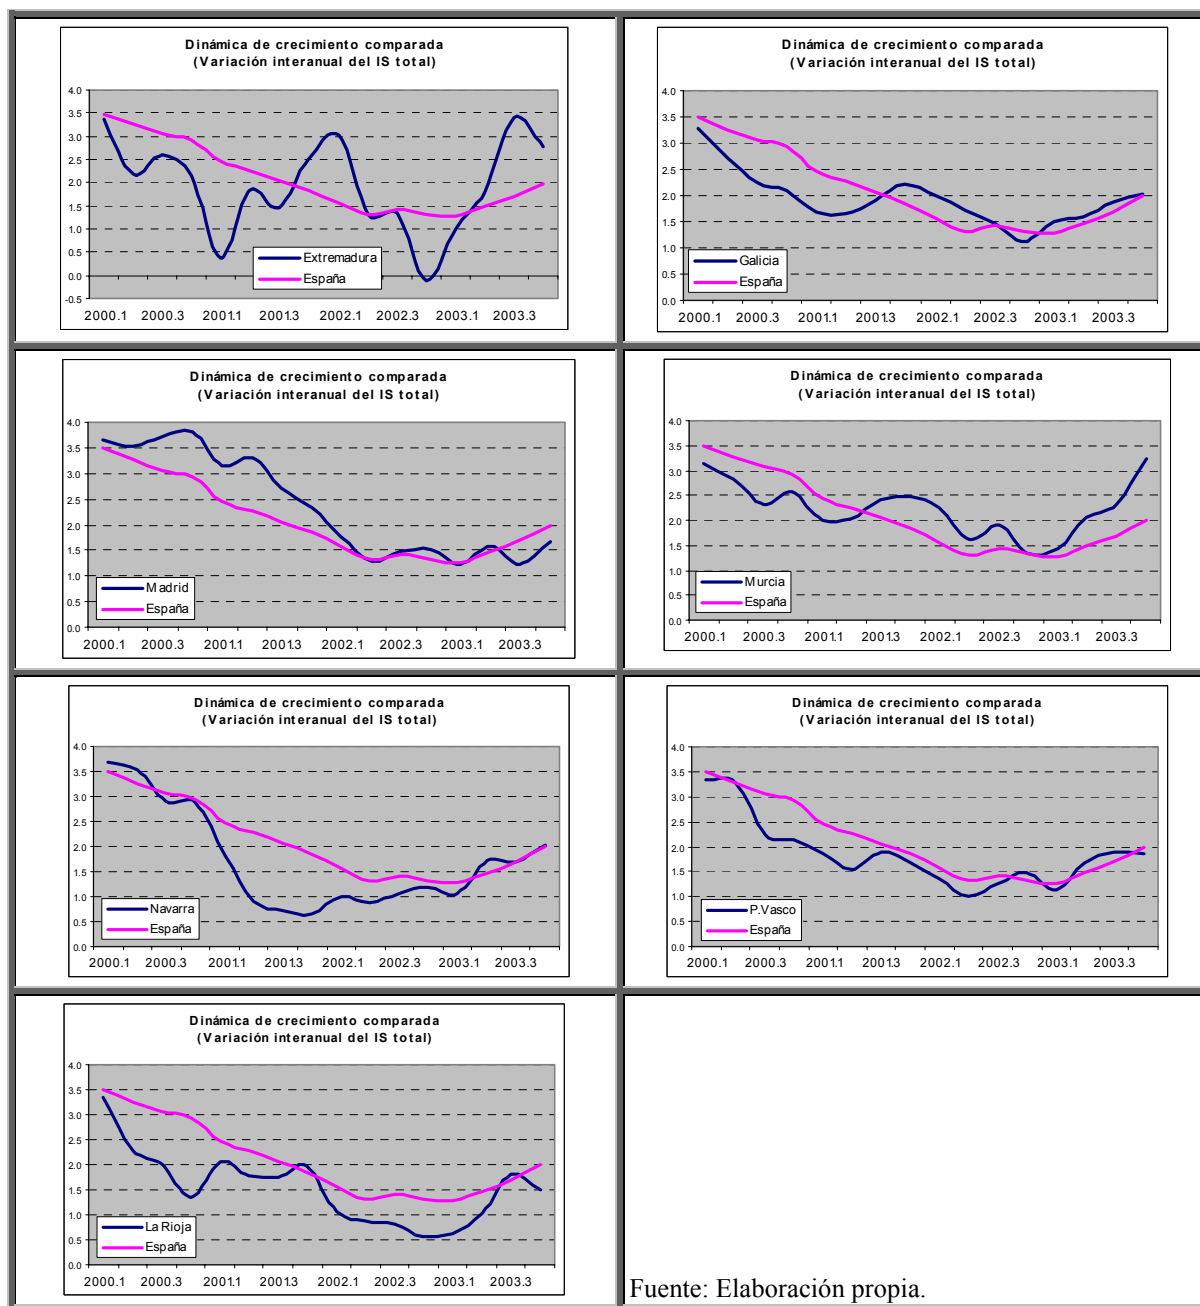 Dinámica de crecimiento comparada
(Variación interanual del IS total)
4.0
3.5
3.0
2.5
2.0
1.5
1.0
0.5
0.0
-0.5
Extremadura
España
2000.1 2000.3 2001.1 2001.3 2002.1 2002.3 2003.1 2003.3
Dinámica de crecimiento comparada
(Variación interanual del IS total)
4.0
3.5
3.0
2.5
2.0
1.5
1.0
0.5
0.0
Galicia
España
2000.1 2000.3 2001.1 2001.3 2002.1 2002.3 2003.1 2003.3
Dinámica de crecimiento comparada
(Variación interanual del IS total)
4.0
3.5
3.0
2.5
2.0
1.5
1.0
0.5
0.0
Madrid
España
2000.1 2000.3 2001.1 2001.3 2002.1 2002.3 2003.1 2003.3
Dinámica de crecimiento comparada
(Variación interanual del IS total)
4.0
3.5
3.0
2.5
2.0
1.5
1.0
0.5
0.0
Murcia
España
2000.1 2000.3 2001.1 2001.3 2002.1 2002.3 2003.1 2003.3
Dinámica de crecimiento comparada
(Variación interanual del IS total)
4.0
3.5
3.0
2.5
2.0
1.5
1.0
0.5
0.0
Navarra
España
2000.1 2000.3 2001.1 2001.3 2002.1 2002.3 2003.1 2003.3
Dinámica de crecimiento comparada
(Variación interanual del IS total)
4.0
3.5
3.0
2.5
2.0
1.5
1.0
0.5
0.0
P.Vasco
España
2000.1 2000.3 2001.1 2001.3 2002.1 2002.3 2003.1 2003.3
Dinámica de crecimiento comparada
(Variación interanual del IS total)
4.0
3.5
3.0
2.5
2.0
1.5
1.0
0.5
0.0
La Rioja
España
2000.1 2000.3 2001.1 2001.3 2002.1 2002.3 2003.1 2003.3
Fuente: Elaboración propia.